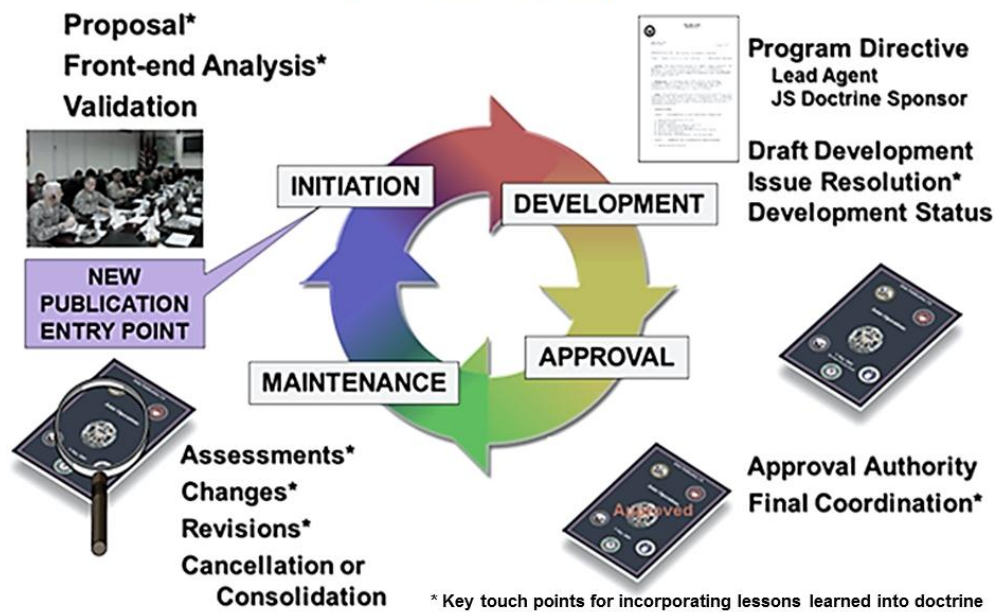 Proposal*
Front-end Analysis*
Validation
Program Directive
Lead Agent
JS Doctrine Sponsor
Draft Development
Issue Resolution*
Development Status
INITIATION
DEVELOPMENT
NEW
PUBLICATION
ENTRY POINT
APPROVAL
MAINTENANCE
Assessments*
Changes*
Revisions*
Cancellation or
Consolidation
Approved
Approval Authority
Final Coordination*
* Key touch points for incorporating lessons learned into doctrine